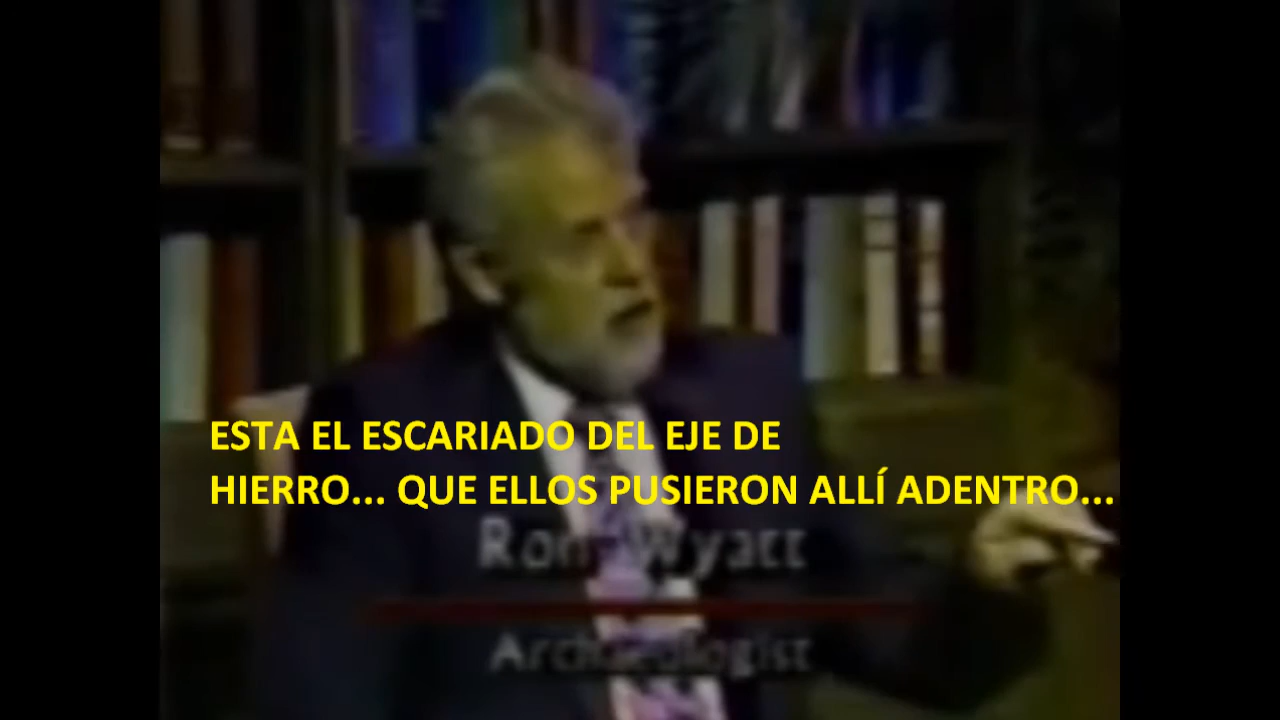 ESTA EL ESCARIADO DEL EJE DE
HIERRO... QUE ELLOS PUSIERON ALLÍ ADENTRO...
Ron Wyatt
Archaeologist